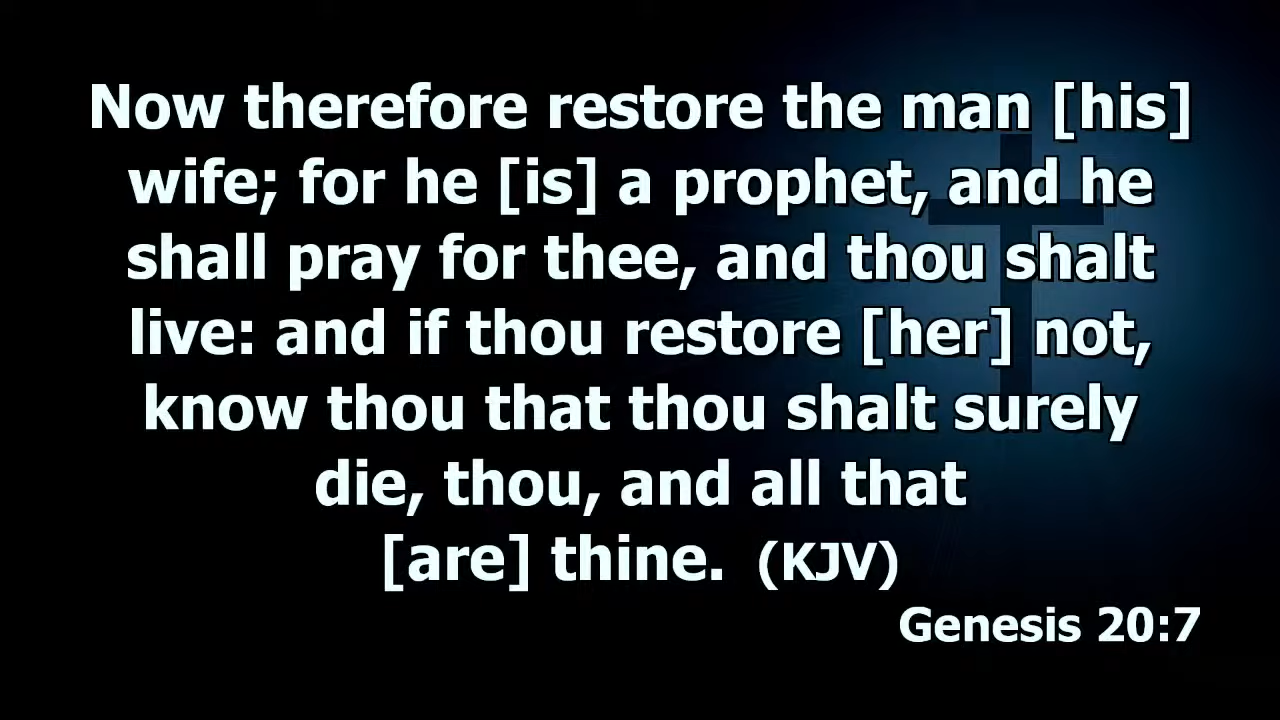 Now therefore restore the man [his]
wife; for he [is] a prophet, and he
shall pray for thee, and thou shalt
live: and if thou restore [her] not,
know thou that thou shalt surely
die, thou, and all that
[are] thine. (KJV)
Genesis 20:7